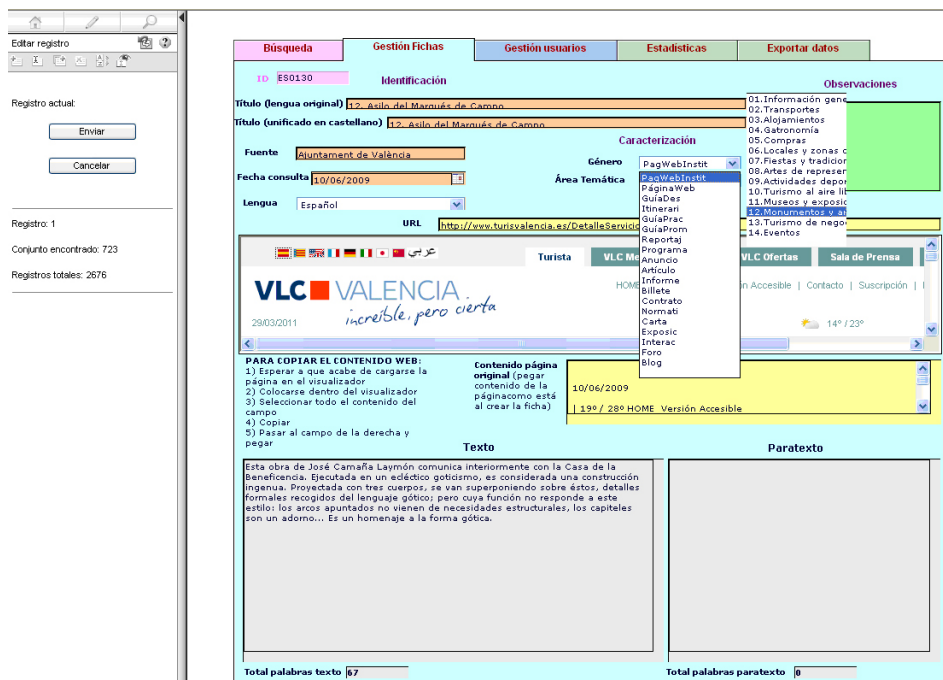 Editar registro
Registro actual:
Enviar
Cancelar
Registro: 1
Conjunto encontrado: 723
Registros totales: 2676
Búsqueda
Gestión Fichas
Gestión usuarios
Estadísticas
Exportar datos
ID ES0130
Identificación
Observaciones
Título (lengua original) 12. Asilo del Marqués de Campo
Título (unificado en castellano) 12. Asilo del Marqués de Campo
Caracterización
Fuente Ajuntament de València
Género PagWebInstit
Fecha consulta 10/06/2009
Área Temática
Lengua Español
URL http://www.turisvalencia.es/DetalleServicio
01.Información gene
02.Transportes
03.Alojamientos
04.Gatronomía
05.Compras
06.Locales y zonas
07.Fiestas y tradicion
08.Artes de represen
09.Actividades depor
10.Turismo al aire li
11.Museos y exposic
12.Monumentos y ar
13.Turismo de nego
14.Eventos
PagWebInstit
PáginaWeb
GuíaDes
Itinerari
GuíaPrac
GuíaProm
Reportaj
Programa
Anuncio
Artículo
Informe
Billete
Contrato
Normati
Carta
Exposic
Interac
Foro
Blog
عربي
Turista
VLC Me
VLC Ofertas
Sala de Prensa
HOM
n Accesible | Contacto | Suscripción |
VLC VALENCIA
increíble, pero cierta
29/03/2011
14º / 23º
PARA COPIAR EL CONTENIDO WEB:
1) Esperar a que acabe de cargarse la
página en el visualizador
2) Colocarse dentro del visualizador
3) Seleccionar todo el contenido del
campo
4) Copiar
5) Pasar al campo de la derecha y
pegar
Contenido página
original (pegar
contenido de la
páginacomo está
al crear la ficha)
10/06/2009
| 19º / 28º HOME Versión Accesible
Texto
Paratexto
Esta obra de José Camaña Laymón comunica interiormente con la Casa de la
Beneficencia. Ejecutada en un ecléctico goticismo, es considerada una construcción
ingenua. Proyectada con tres cuerpos, se van superponiendo sobre éstos, detalles
formales recogidos del lenguaje gótico; pero cuya función no responde a este
estilo: los arcos apuntados no vienen de necesidades estructurales, los capiteles
son un adorno... Es un homenaje a la forma gótica.
Total palabras texto 67
Total palabras paratexto 0